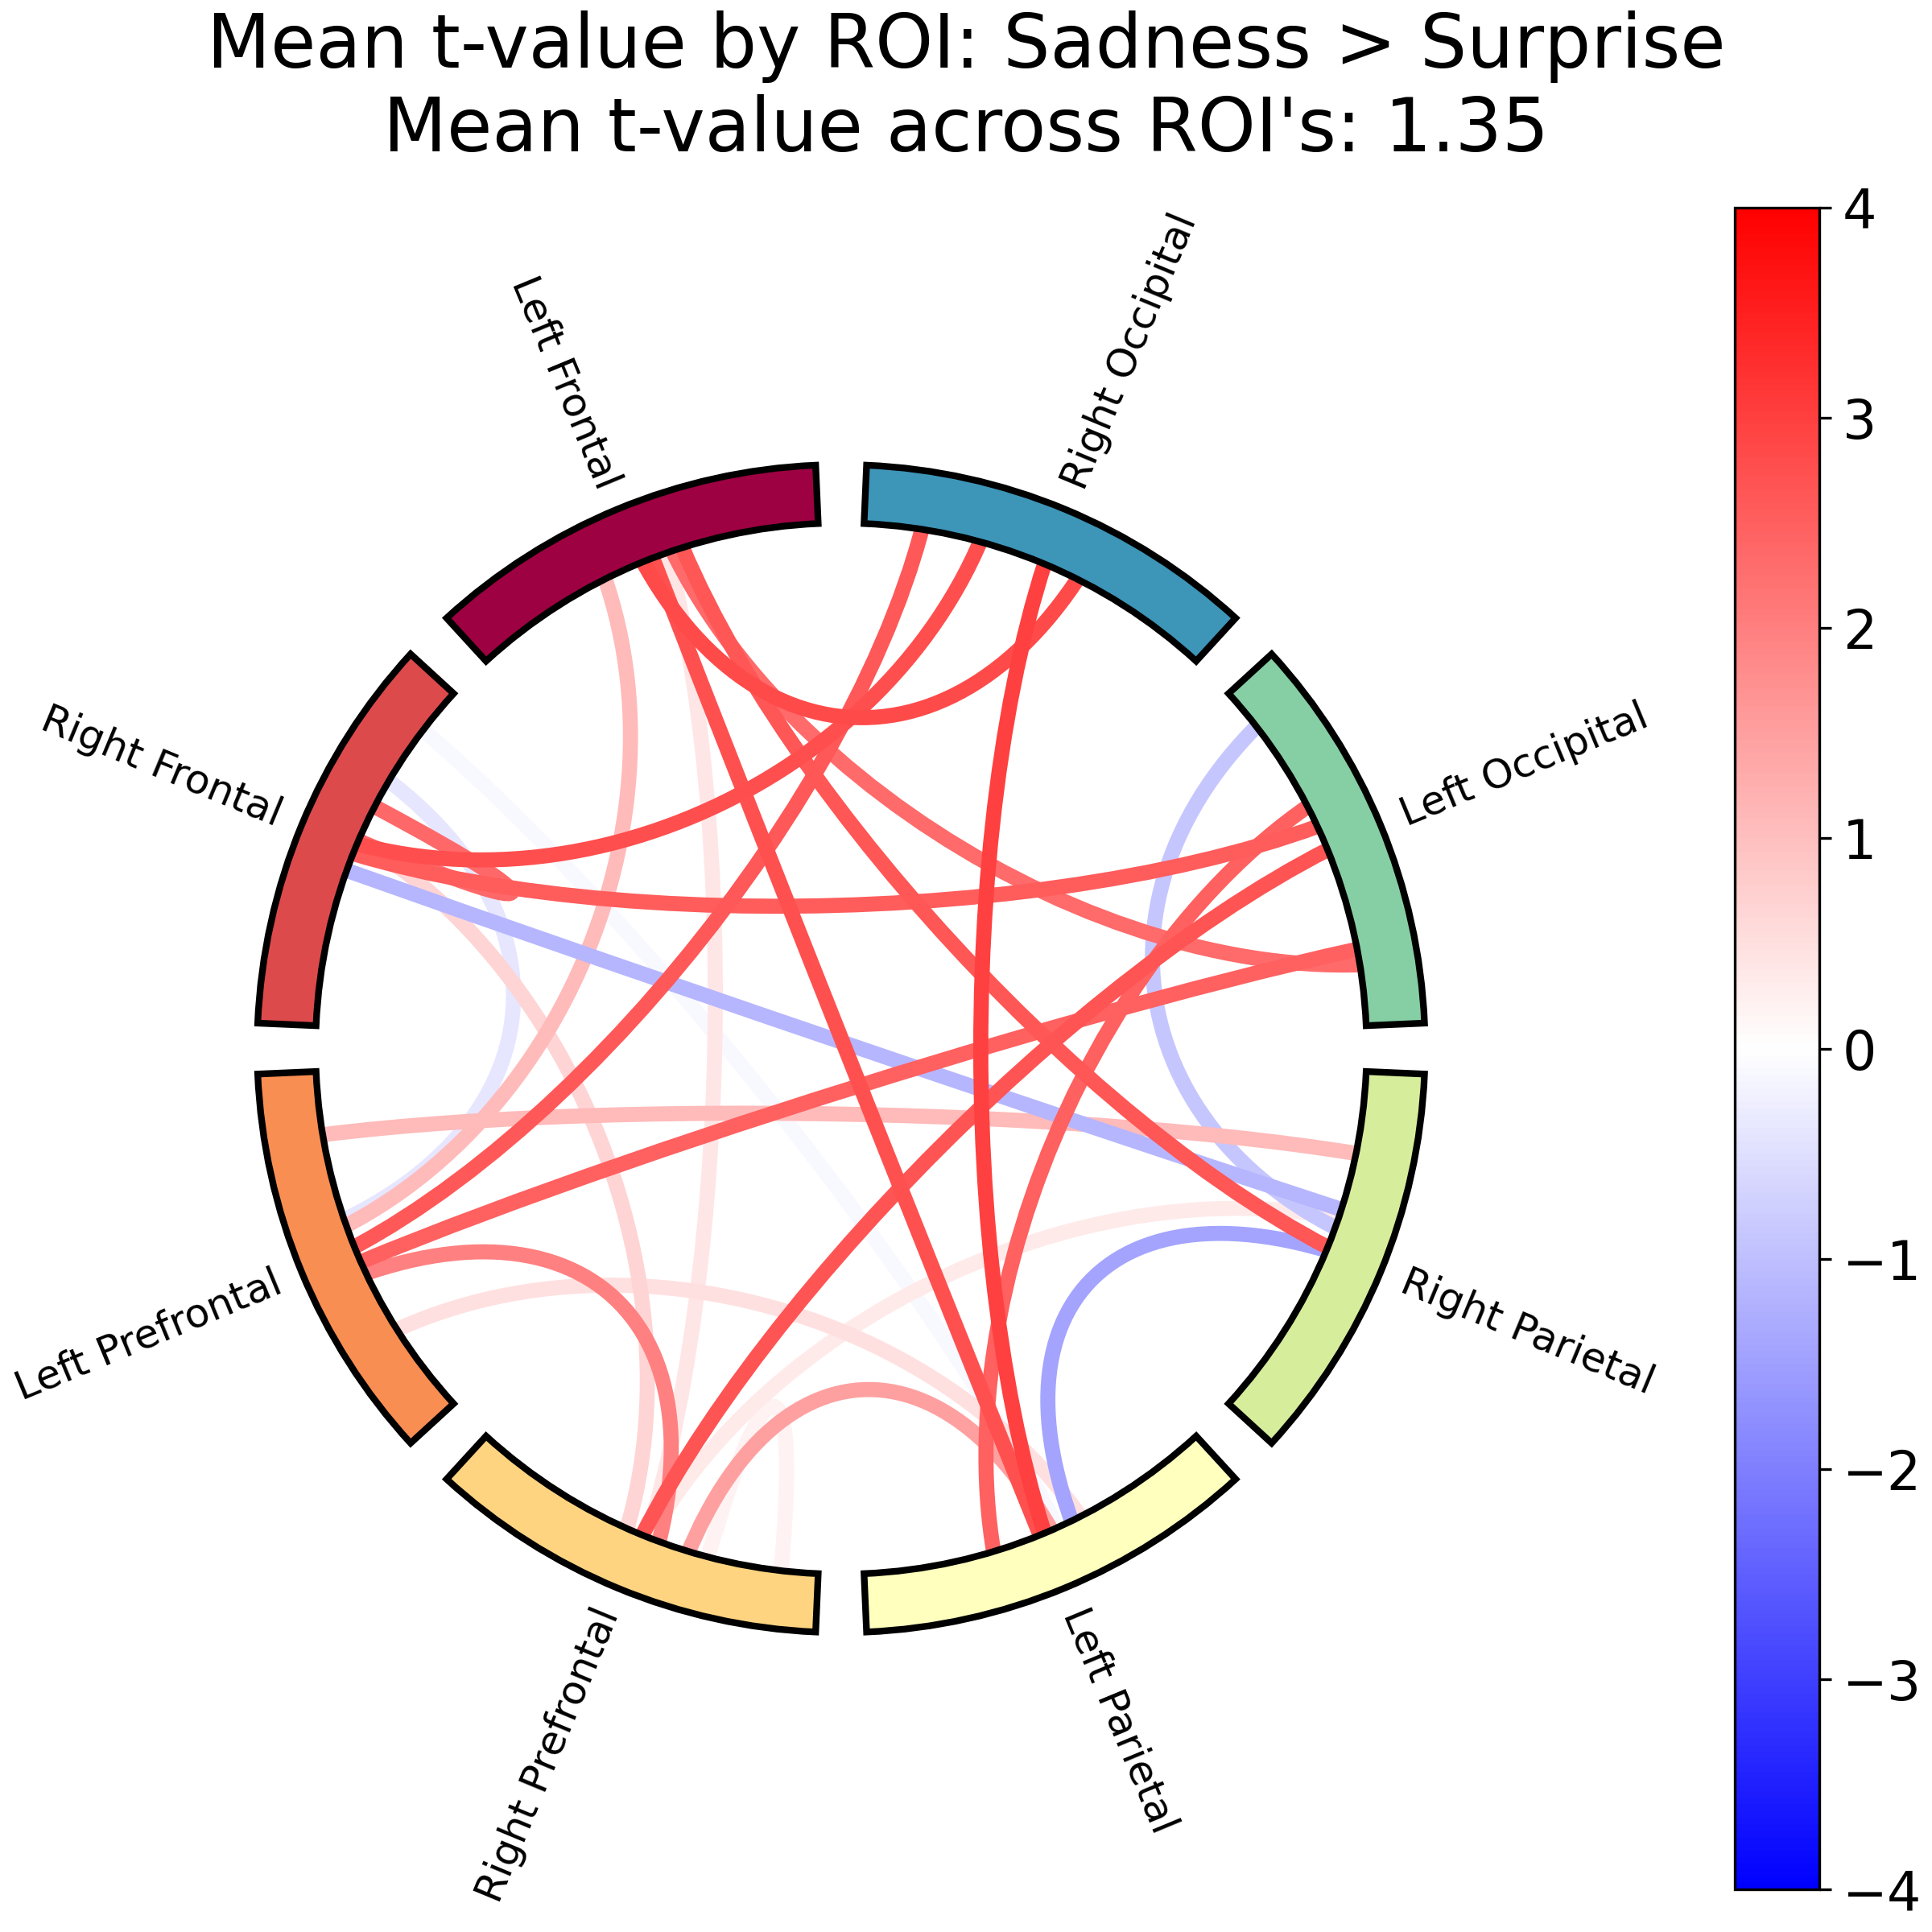 Mean t-value by ROI: Sadness > Surprise
Mean t-value across ROI's: 1.35
Left Frontal
Right Occipital
Right Frontal
Left Occipital
Left Prefrontal
Right Parietal
Right Prefrontal
Left Parietal
4
3
2
1
0
−1
−2
−3
−4